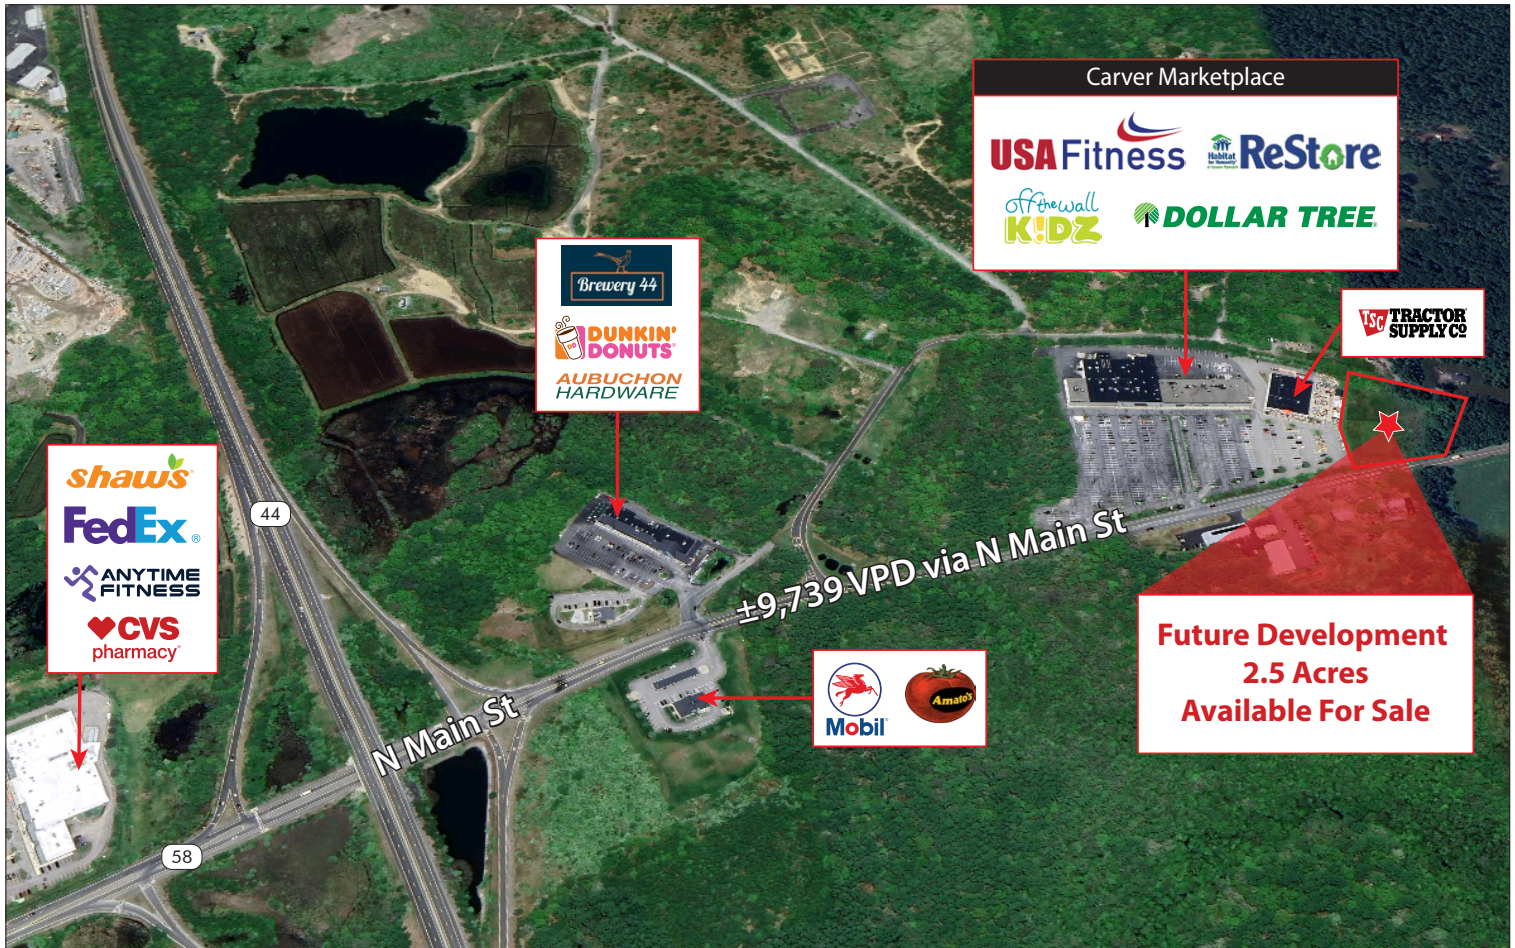 Carver Marketplace
USA Fitness
Habitat for Humanity ReStore
off the wall
K!DZ
DOLLAR TREE
TSC TRACTOR
SUPPLY CO
Brewery 44
DUNKIN'
DONUTS
AUBUCHON
HARDWARE
shaw's
FedEx®
ANYTIME
FITNESS
CVS
pharmacy
44
±9,739 VPD via N Main St
Future Development
2.5 Acres
Available For Sale
Mobil
Amato's
N Main St
58